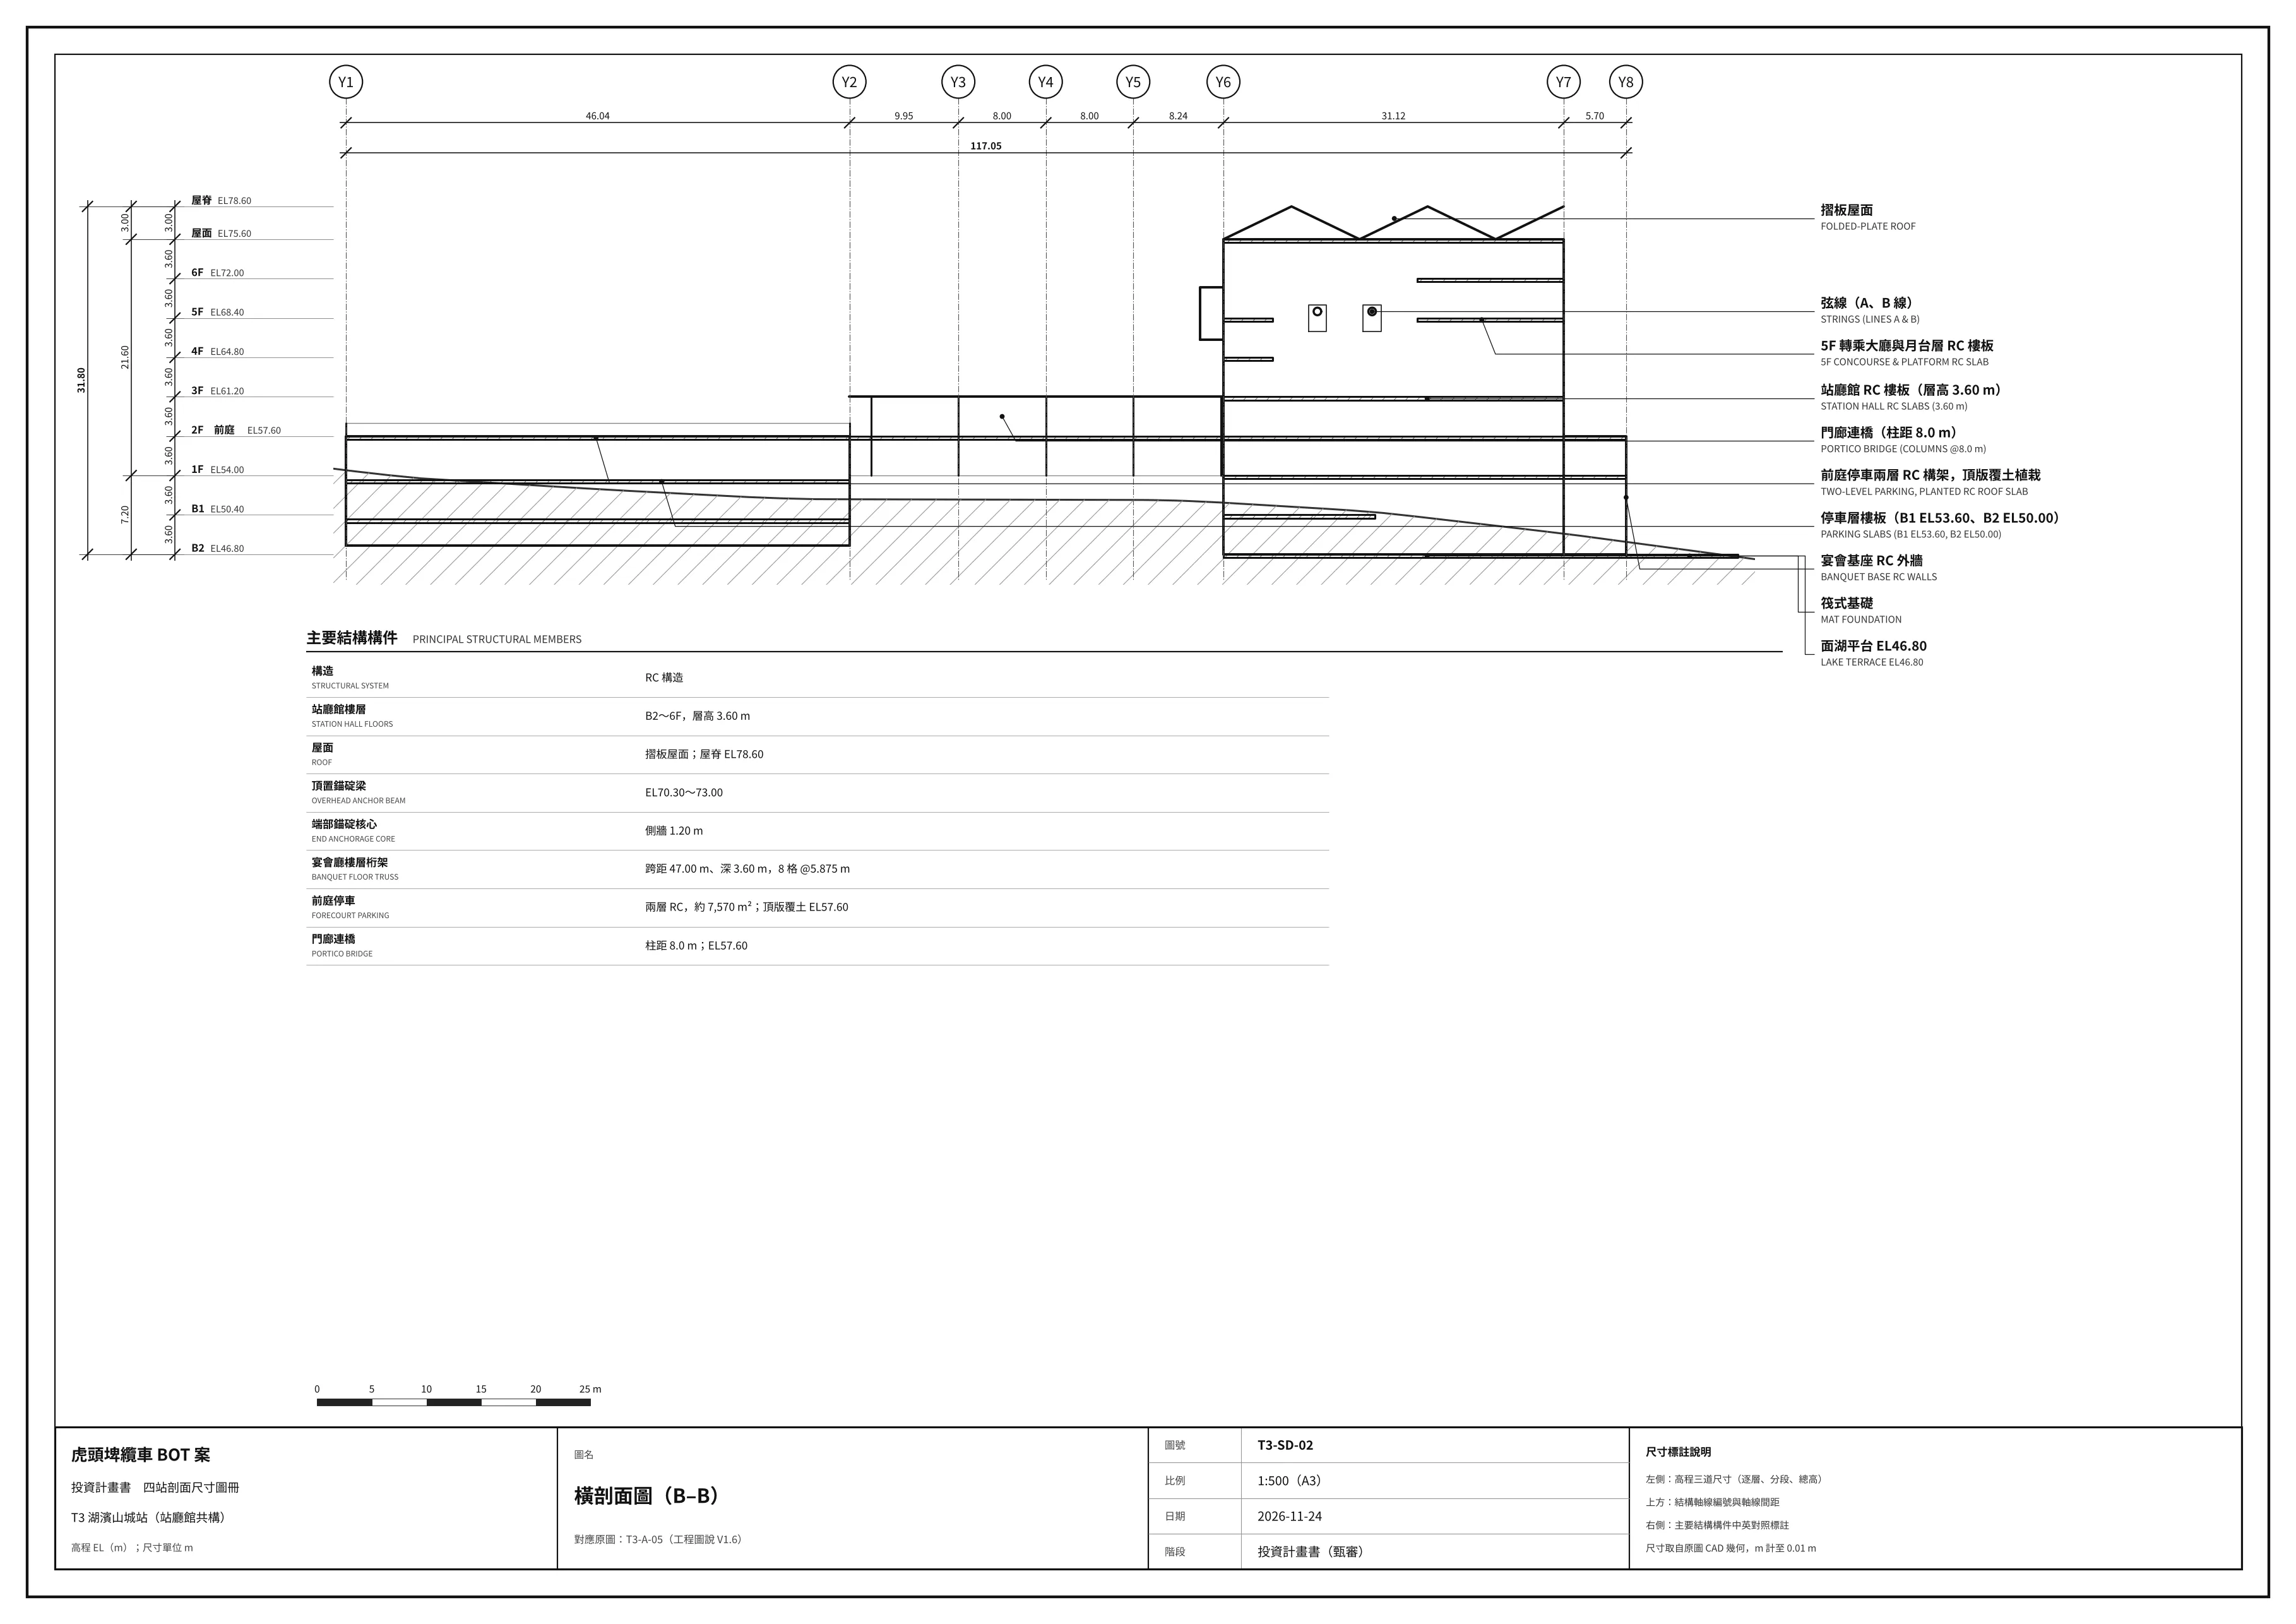 Y1 Y2 Y3 Y4 Y5 Y6 Y7 Y8
46.04 9.95 8.00 8.00 8.24 31.12 5.70
117.05
屋脊 EL78.60
屋面 EL75.60
6F EL72.00
5F EL68.40
4F EL64.80
3F EL61.20
2F 前庭 EL57.60
1F EL54.00
B1 EL50.40
B2 EL46.80
31.80
3.00
21.60
7.20
3.00
3.60
3.60
3.60
3.60
3.60
3.60
3.60
3.60
摺板屋面
FOLDED-PLATE ROOF
弦線（A、B 線）
STRINGS (LINES A & B)
5F 轉乘大廳與月台層 RC 樓板
5F CONCOURSE & PLATFORM RC SLAB
站廳館 RC 樓板（層高 3.60 m）
STATION HALL RC SLABS (3.60 m)
門廊連橋（柱距 8.0 m）
PORTICO BRIDGE (COLUMNS @8.0 m)
前庭停車兩層 RC 構架，頂版覆土植栽
TWO-LEVEL PARKING, PLANTED RC ROOF SLAB
停車層樓板（B1 EL53.60、B2 EL50.00）
PARKING SLABS (B1 EL53.60, B2 EL50.00)
宴會基座 RC 外牆
BANQUET BASE RC WALLS
筏式基礎
MAT FOUNDATION
面湖平台 EL46.80
LAKE TERRACE EL46.80
主要結構構件 PRINCIPAL STRUCTURAL MEMBERS
構造
STRUCTURAL SYSTEM
RC 構造
站廳館樓層
STATION HALL FLOORS
B2～6F，層高 3.60 m
屋面
ROOF
摺板屋面；屋脊 EL78.60
頂置錨碇梁
OVERHEAD ANCHOR BEAM
EL70.30～73.00
端部錨碇核心
END ANCHORAGE CORE
側牆 1.20 m
宴會廳樓層桁架
BANQUET FLOOR TRUSS
跨距 47.00 m、深 3.60 m，8 格 @5.875 m
前庭停車
FORECOURT PARKING
兩層 RC，約 7,570 m²；頂版覆土 EL57.60
門廊連橋
PORTICO BRIDGE
柱距 8.0 m；EL57.60
0 5 10 15 20 25 m
虎頭埤纜車 BOT 案
投資計畫書 四站剖面尺寸圖冊
T3 湖濱山城站（站廳館共構）
高程 EL（m）；尺寸單位 m
圖名
橫剖面圖（B–B）
對應原圖：T3-A-05（工程圖說 V1.6）
圖號 T3-SD-02
比例 1:500（A3）
日期 2026-11-24
階段 投資計畫書（甄審）
尺寸標註說明
左側：高程三道尺寸（逐層、分段、總高）
上方：結構軸線編號與軸線間距
右側：主要結構構件中英對照標註
尺寸取自原圖 CAD 幾何，m 計至 0.01 m